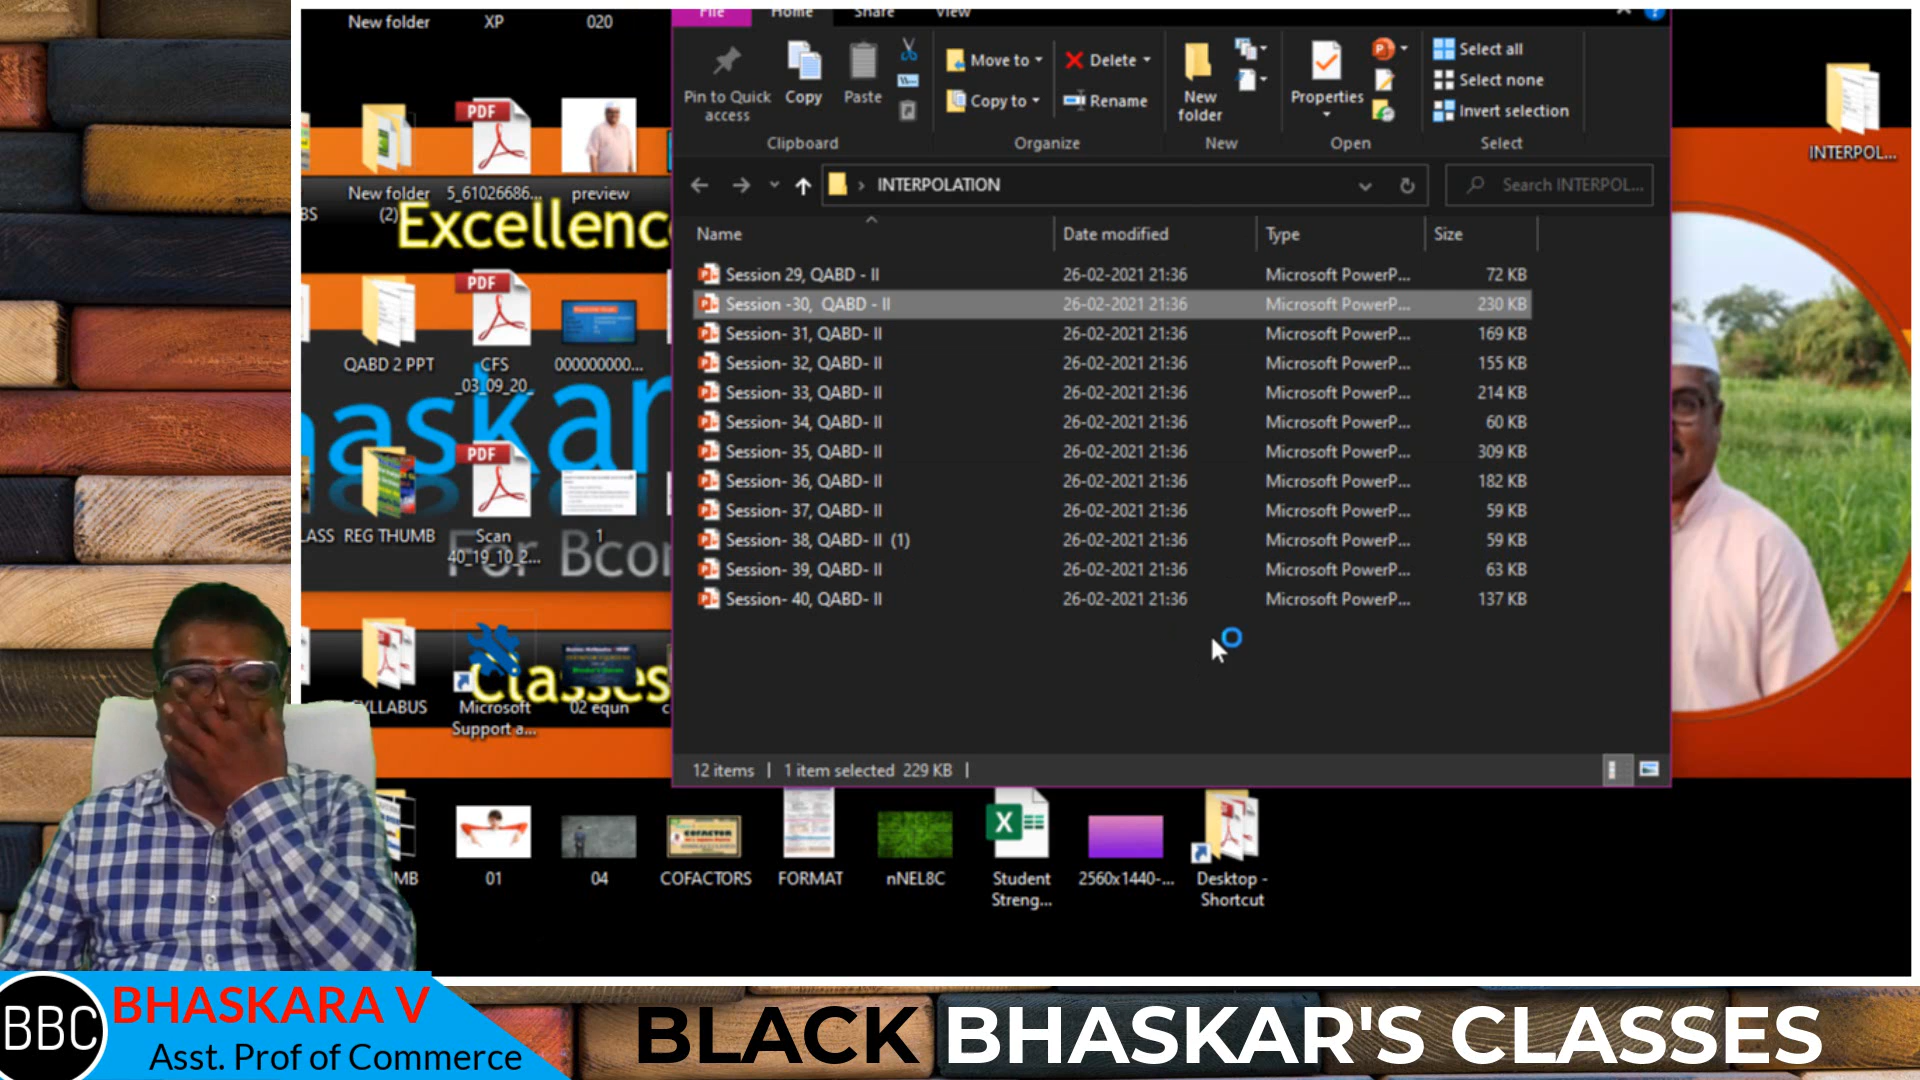 New folder
XP
020
File
Home
Share
View
Pin to Quick access
Copy
Paste
Move to
Copy to
Delete
Rename
New folder
Properties
Select all
Select none
Invert selection
Clipboard
Organize
New
Open
Select
INTERPOLATION
Search INTERPOL...
INTERPOL...
Name
Date modified
Type
Size
Session 29, QABD - II 26-02-2021 21:36 Microsoft PowerP... 72 KB
Session -30, QABD - II 26-02-2021 21:36 Microsoft PowerP... 230 KB
Session- 31, QABD- II 26-02-2021 21:36 Microsoft PowerP... 169 KB
Session- 32, QABD- II 26-02-2021 21:36 Microsoft PowerP... 155 KB
Session- 33, QABD- II 26-02-2021 21:36 Microsoft PowerP... 214 KB
Session- 34, QABD- II 26-02-2021 21:36 Microsoft PowerP... 60 KB
Session- 35, QABD- II 26-02-2021 21:36 Microsoft PowerP... 309 KB
Session- 36, QABD- II 26-02-2021 21:36 Microsoft PowerP... 182 KB
Session- 37, QABD- II 26-02-2021 21:36 Microsoft PowerP... 59 KB
Session- 38, QABD- II (1) 26-02-2021 21:36 Microsoft PowerP... 59 KB
Session- 39, QABD- II 26-02-2021 21:36 Microsoft PowerP... 63 KB
Session- 40, QABD- II 26-02-2021 21:36 Microsoft PowerP... 137 KB
12 items | 1 item selected 229 KB |
PDF
New folder (2)
5_61026686...
preview
Excellenc
PDF
QABD 2 PPT
CFS _03_09_20_
000000000...
askar
PDF
LASS
REG THUMB
Scan 40_19_10_2...
1
For Bcor
Classes
YLLABUS
Microsoft Support a...
02 equn
MB
01
04
COFACTOR
COFACTORS
FORMAT
nNEL8C
Student Streng...
2560x1440-...
Desktop - Shortcut
BBC
BHASKARA V
Asst. Prof of Commerce
BLACK BHASKAR'S CLASSES